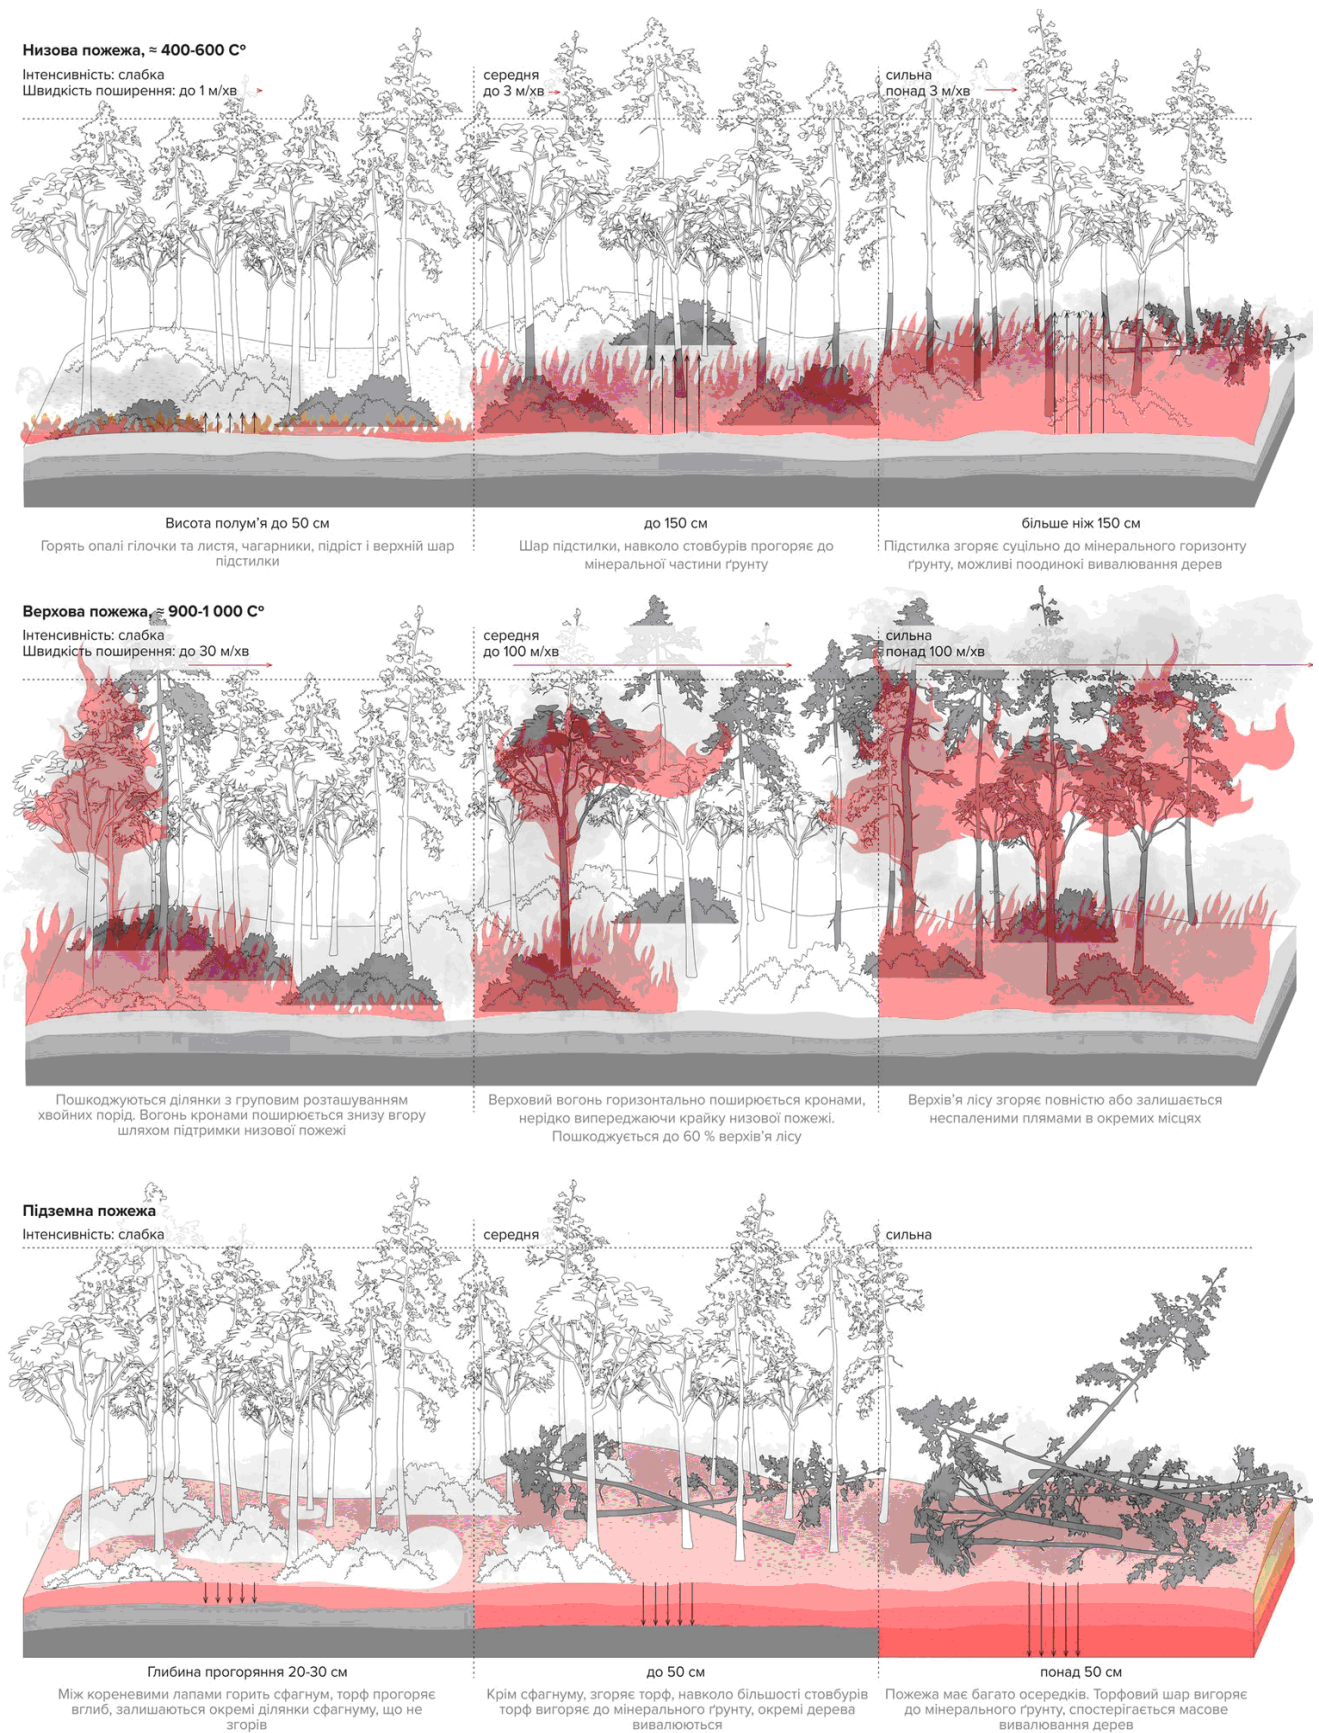 Низова пожежа, ≈ 400-600 Cº
Інтенсивність: слабка
Швидкість поширення: до 1 м/хв
середня
до 3 м/хв
сильна
понад 3 м/хв
Висота полум’я до 50 см
Горять опалі гілочки та листя, чагарники, підріст і верхній шар
підстилки
до 150 см
Шар підстилки, навколо стовбурів прогоряє до
мінеральної частини ґрунту
більше ніж 150 см
Підстилка згоряє суцільно до мінерального горизонту
ґрунту, можливі поодинокі вивалювання дерев
Верхова пожежа, ≈ 900-1 000 Cº
Інтенсивність: слабка
Швидкість поширення: до 30 м/хв
середня
до 100 м/хв
сильна
понад 100 м/хв
Пошкоджуються ділянки з груповим розташуванням
хвойних порід. Вогонь кронами поширюється знизу вгору
шляхом підтримки низової пожежі
Верховий вогонь горизонтально поширюється кронами,
нерідко випереджаючи крайку низової пожежі.
Пошкоджується до 60 % верхів’я лісу
Верхів’я лісу згоряє повністю або залишається
неспаленими плямами в окремих місцях
Підземна пожежа
Інтенсивність: слабка
середня
сильна
Глибина прогоряння 20-30 см
Між кореневими лапами горить сфагнум, торф прогоряє
вглиб, залишаються окремі ділянки сфагнуму, що не
згорів
до 50 см
Крім сфагнуму, згоряє торф, навколо більшості стовбурів
торф вигоряє до мінерального ґрунту, окремі дерева
вивалюються
понад 50 см
Пожежа має багато осередків. Торфовий шар вигоряє
до мінерального ґрунту, спостерігається масове
вивалювання дерев